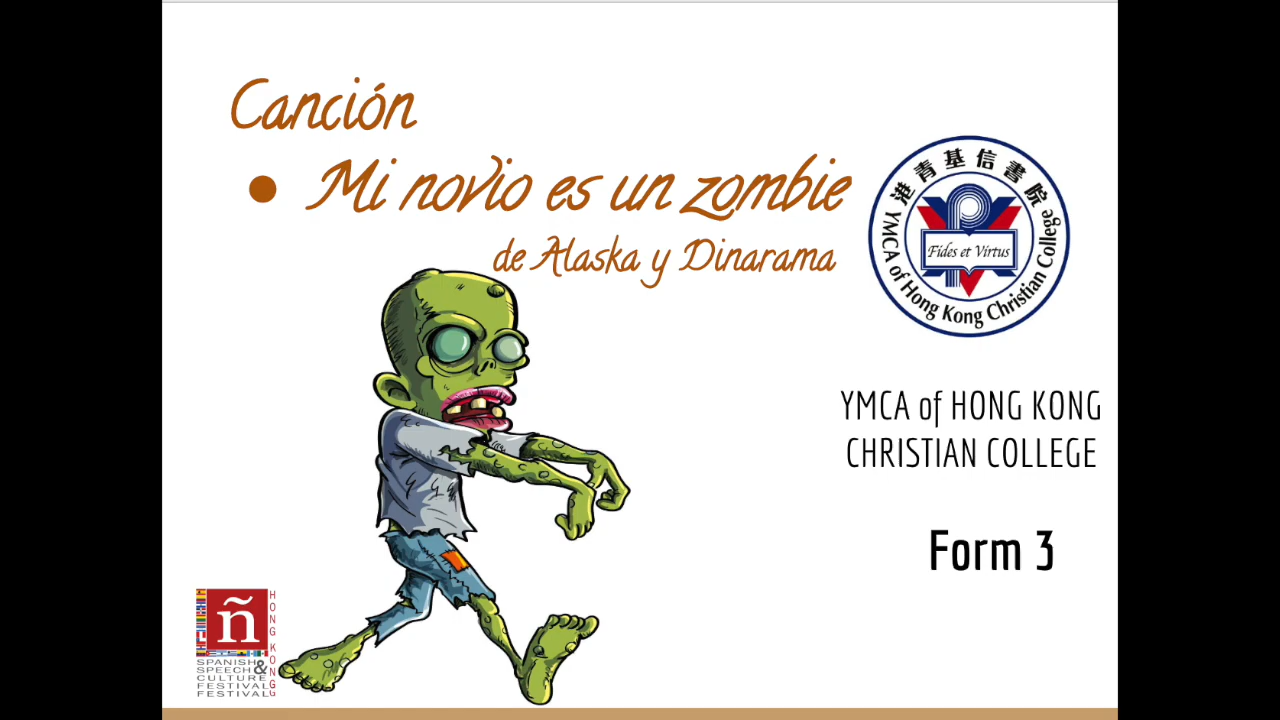 Canción
• Mi novio es un zombie
de Alaska y Dinarama
港青基信書院
YMCA of Hong Kong Christian College
Fides et Virtus
YMCA of HONG KONG
CHRISTIAN COLLEGE
Form 3
ñ
HONG KONG
SPANISH
SPEECH &
CULTURE
FESTIVAL
FESTIVAL